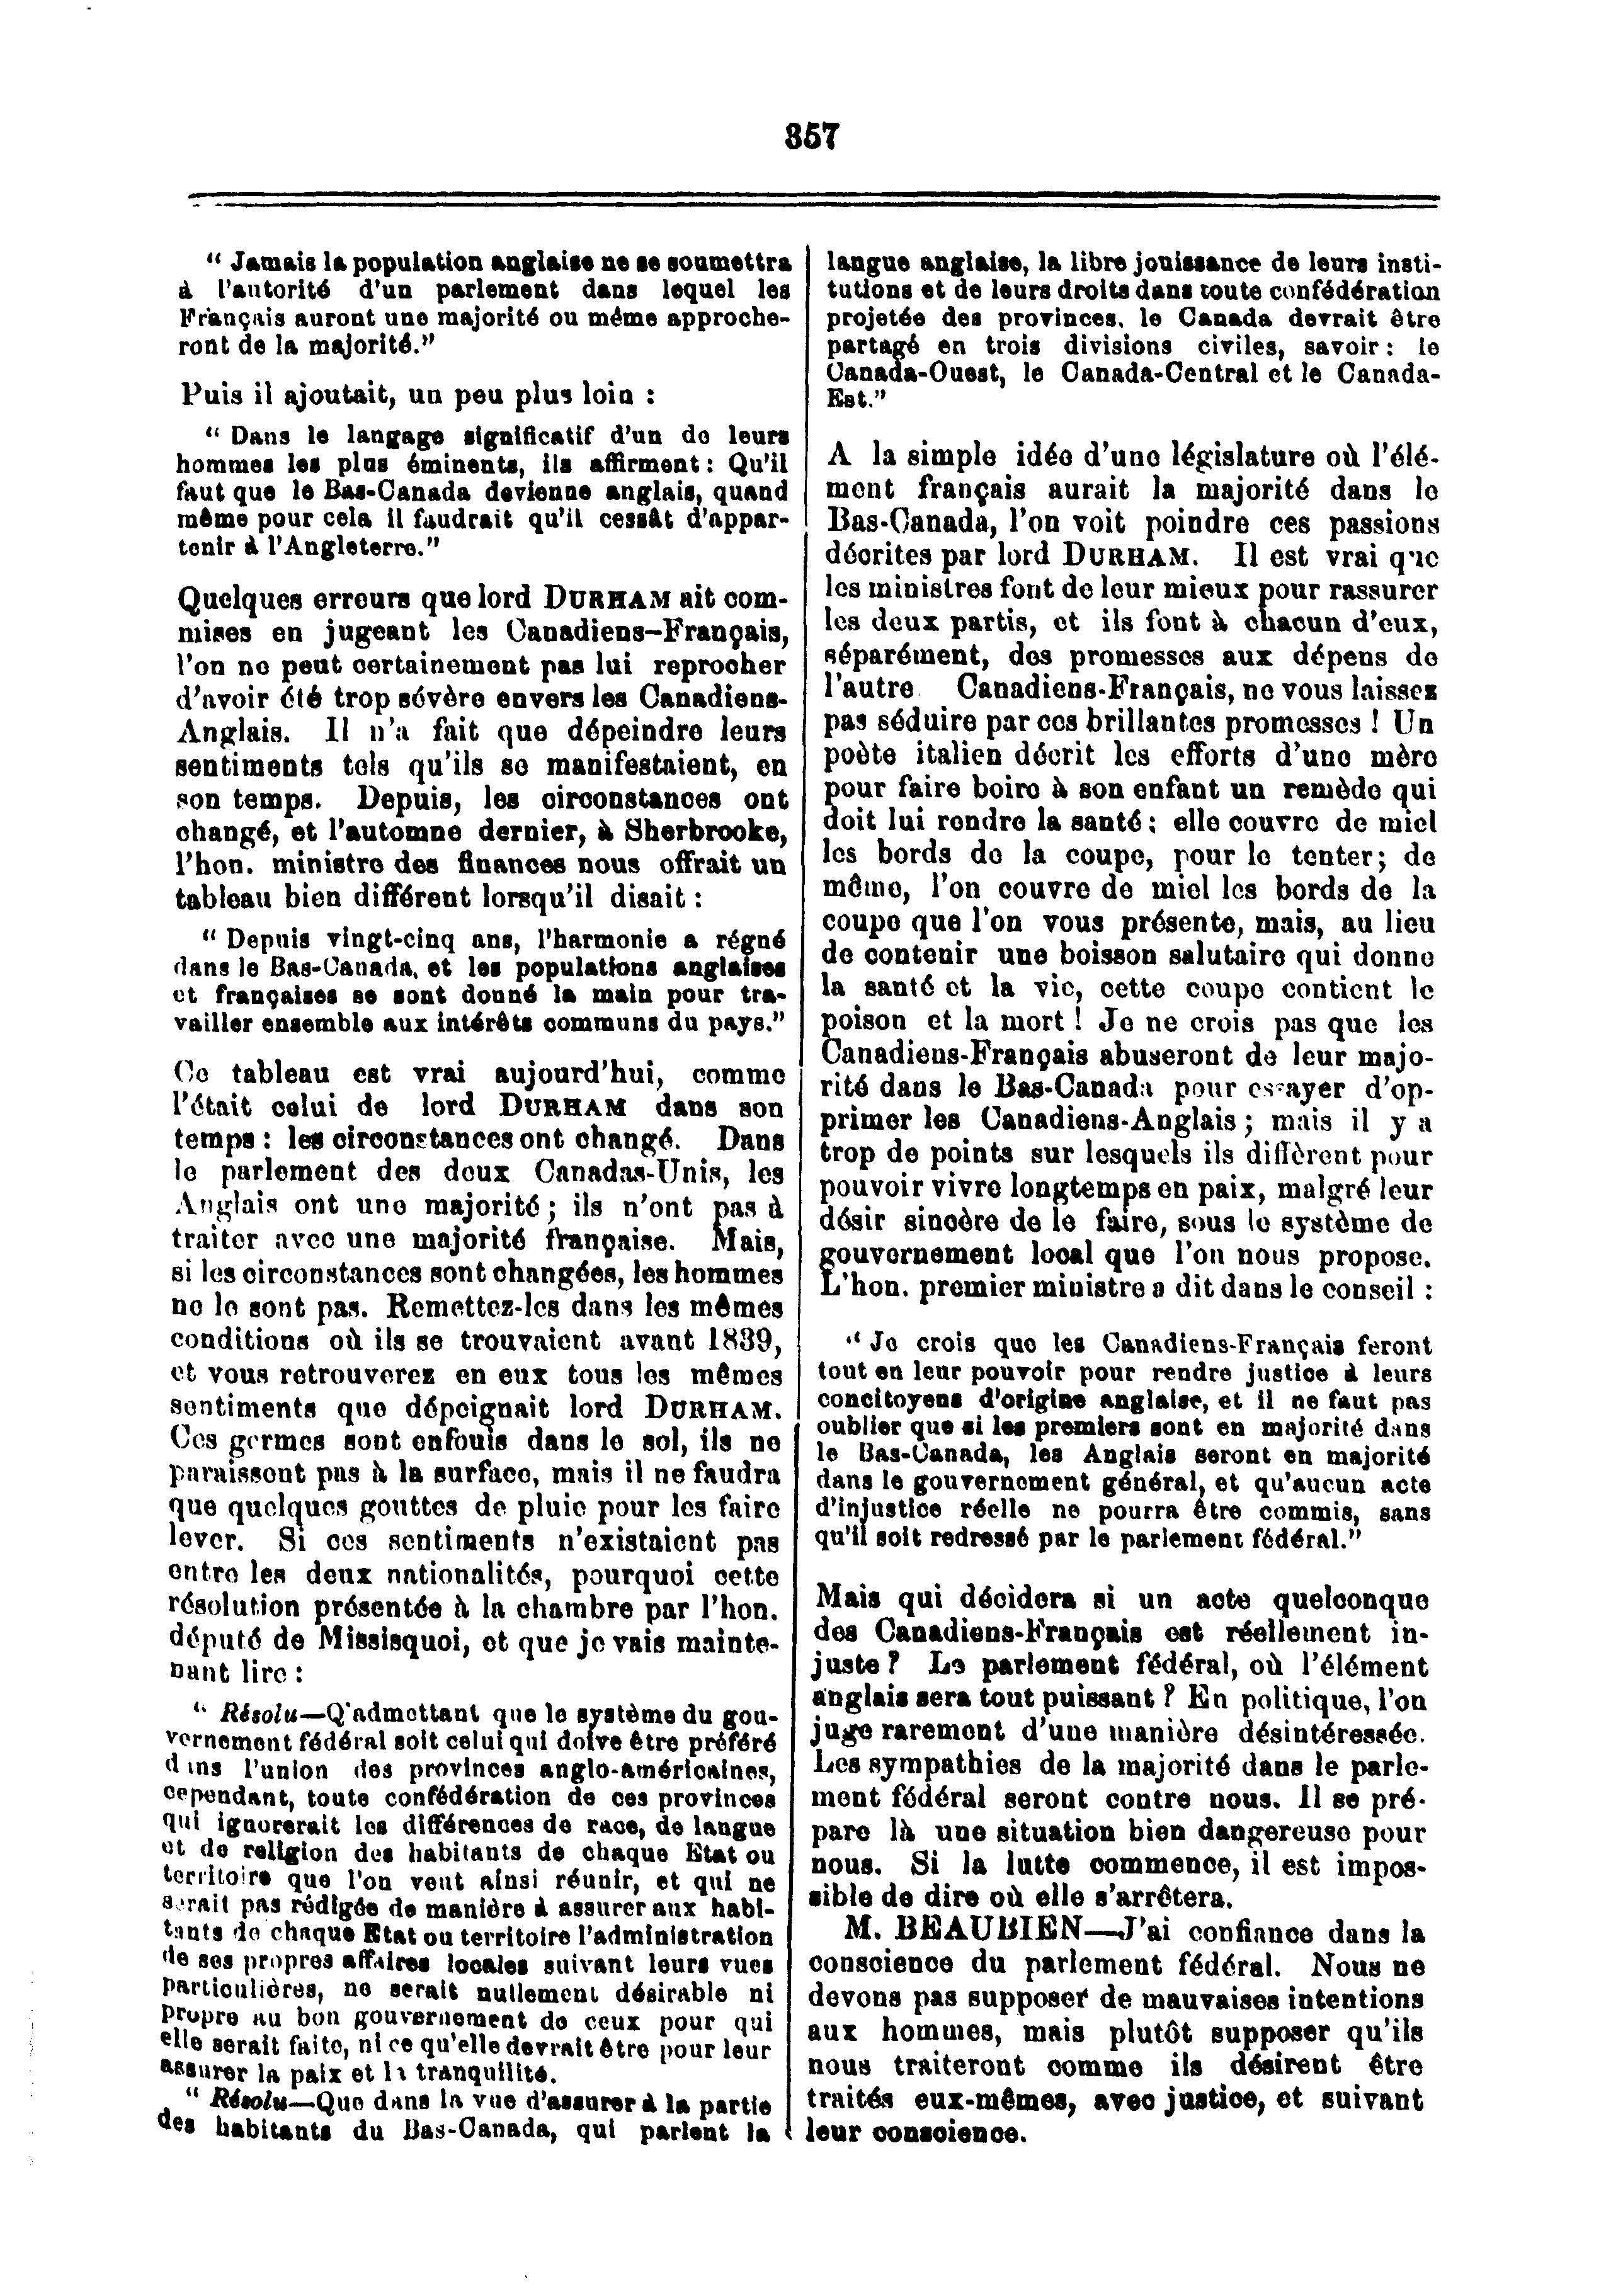 357
“ Jamais la population anglaise ne se soumettra
à l’autorité d’un parlement dans lequel les
Français auront une majorité ou même approche-
ront de la majorité.”
Puis il ajoutait, un peu plus loin :
“ Dans le langage significatif d’un de leurs
hommes les plus éminents, ils affirment : Qu’il
faut que le Bas-Canada devienne anglais, quand
même pour cela il faudrait qu’il cessât d’appar-
tenir à l’Angleterre.”
Quelques erreurs que lord DURHAM ait com-
mises en jugeant les Canadiens-Français,
l’on ne peut certainement pas lui reprocher
d’avoir été trop sévère envers les Canadiens-
Anglais. Il n’a fait que dépeindre leurs
sentiments tels qu’ils se manifestaient, en
son temps. Depuis, les circonstances ont
changé, et l’automne dernier, à Sherbrooke,
l’hon. ministre des finances nous offrait un
tableau bien différent lorsqu’il disait :
“ Depuis vingt-cinq ans, l’harmonie a régné
dans le Bas-Canada, et les populations anglaises
et françaises se sont donné la main pour tra-
vailler ensemble aux intérêts communs du pays.”
Ce tableau est vrai aujourd’hui, comme
l’était celui de lord DURHAM dans son
temps : les circonstances ont changé. Dans
le parlement des deux Canadas-Unis, les
Anglais ont une majorité ; ils n’ont pas à
traiter avec une majorité française. Mais,
si les circonstances sont changées, les hommes
ne le sont pas. Remettez-les dans les mêmes
conditions où ils se trouvaient avant 1839,
et vous retrouverez en eux tous les mêmes
sentiments que dépeignait lord DURHAM.
Ces germes sont enfouis dans le sol, ils ne
paraissent pas à la surface, mais il ne faudra
que quelques gouttes de pluie pour les faire
lever. Si ces sentiments n’existaient pas
entre les deux nationalités, pourquoi cette
résolution présentée à la chambre par l’hon.
député de Missisquoi, et que je vais mainte-
nant lire :
“ Résolu—Q’admettant que le système du gou-
vernement fédéral soit celui qui doive être préféré
dans l’union des provinces anglo-américaines,
cependant, toute confédération de ces provinces
qui ignorerait les différences de race, de langue
et de religion des habitants de chaque Etat ou
territoire que l’on veut ainsi réunir, et qui ne
serait pas rédigée de manière à assurer aux habi-
tants de chaque Etat ou territoire l’administration
de ses propres affaires locales suivant leurs vues
particulières, ne serait nullement désirable ni
propre au bon gouvernement de ceux pour qui
elle serait faite, ni ce qu’elle devrait être pour leur
assurer la paix et la tranquilité.
“ Résolu—Que dans la vue d’assurer à la partie
des habitants du Bas-Canada, qui parlent la
langue anglaise, la libre jouissance de leurs insti-
tutions et de leurs droits dans toute confédération
projetée des provinces, le Canada devrait être
partagé en trois divisions civiles, savoir : le
Canada-Ouest, le Canada-Central et le Canada-
Est.”
A la simple idée d’une législature où l’élé-
ment français aurait la majorité dans le
Bas-Canada, l’on voit poindre ces passions
décrites par lord DURHAM. Il est vrai que
les ministres font de leur mieux pour rassurer
les deux partis, et ils font à chacun d’eux,
séparément, des promesses aux dépens de
l’autre. Canadiens-Français, ne vous laissez
pas séduire par ces brillantes promesses ! Un
poète italien décrit les efforts d’une mère
pour faire boire à son enfant un remède qui
doit lui rendre la santé ; elle couvre de miel
les bords de la coupe, pour le tenter ; de
même, l’on couvre de miel les bords de la
coupe que l’on vous présente, mais, au lieu
de contenir une boisson salutaire qui donne
la santé et la vie, cette coupe contient le
poison et la mort ! Je ne crois pas que les
Canadiens-Français abuseront de leur majo-
rité dans le Bas-Canada pour essayer d’op-
primer les Canadiens-Anglais ; mais il y a
trop de points sur lesquels ils diffèrent pour
pouvoir vivre longtemps en paix, malgré leur
désir sincère de le faire, sous le système de
gouvernement local que l’on nous propose.
L’hon. premier ministre a dit dans le conseil :
“ Je crois que les Canadiens-Français feront
tout en leur pouvoir pour rendre justice à leurs
concitoyens d’origine anglaise, et il ne faut pas
oublier que si les premiers sont en majorité dans
le Bas-Canada, les Anglais seront en majorité
dans le gouvernement général, et qu’aucun acte
d’injustice réelle ne pourra être commis, sans
qu’il soit redressé par le parlement fédéral.”
Mais qui décidera si un acte quelconque
des Canadiens-Français est réellement in-
juste ? Le parlement fédéral, où l’élément
anglais sera tout puissant ? En politique, l’on
juge rarement d’une manière désintéressée.
Les sympathies de la majorité dans le parle-
ment fédéral seront contre nous. Il se pré-
pare là une situation bien dangereuse pour
nous. Si la lutte commence, il est impos-
sible de dire où elle s’arrêtera.
M. BEAUBIEN—J’ai confiance dans la
conscience du parlement fédéral. Nous ne
devons pas supposer de mauvaises intentions
aux hommes, mais plutôt supposer qu’ils
nous traiteront comme ils désirent être
traités eux-mêmes, avec justice, et suivant
leur conscience.